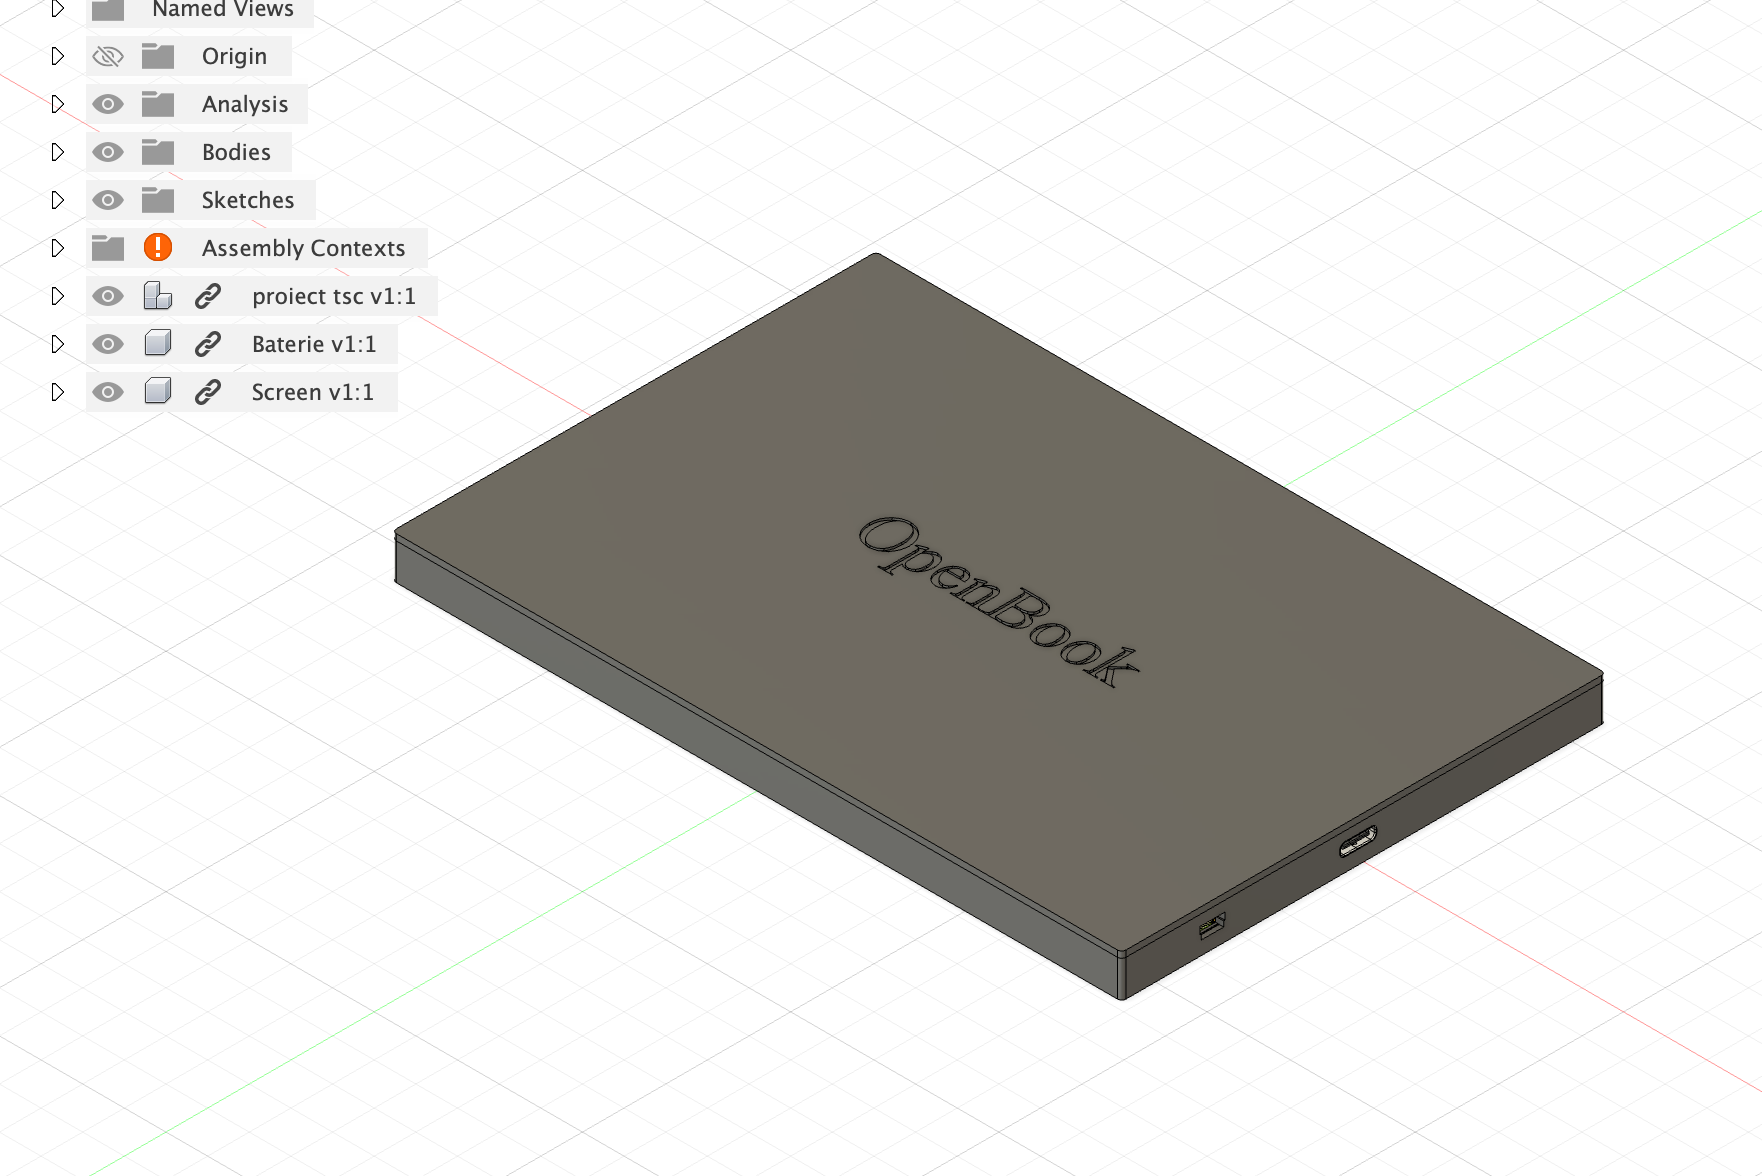 Named Views
Origin
Analysis
Bodies
Sketches
Assembly Contexts
proiect tsc v1:1
Baterie v1:1
Screen v1:1
OpenBook